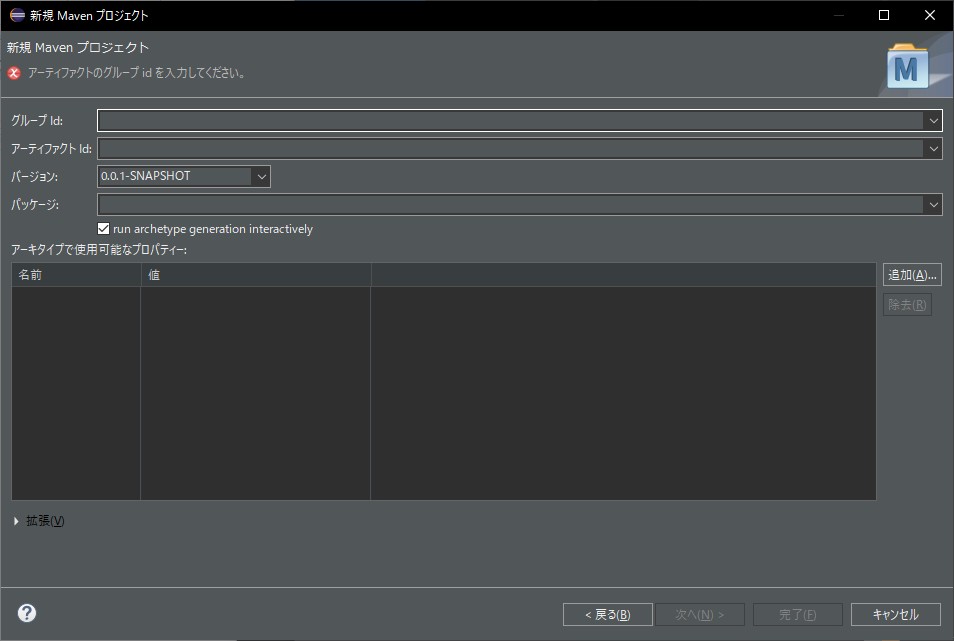 新規 Maven プロジェクト
新規 Maven プロジェクト
アーティファクトのグループ id を入力してください。
M
グループ Id:
アーティファクト Id:
バージョン: 0.0.1-SNAPSHOT
パッケージ:
run archetype generation interactively
アーキタイプで使用可能なプロパティー:
名前 値
追加(A)...
除去(R)
拡張(V)
?
< 戻る(B) 次へ(N) > 完了(F) キャンセル